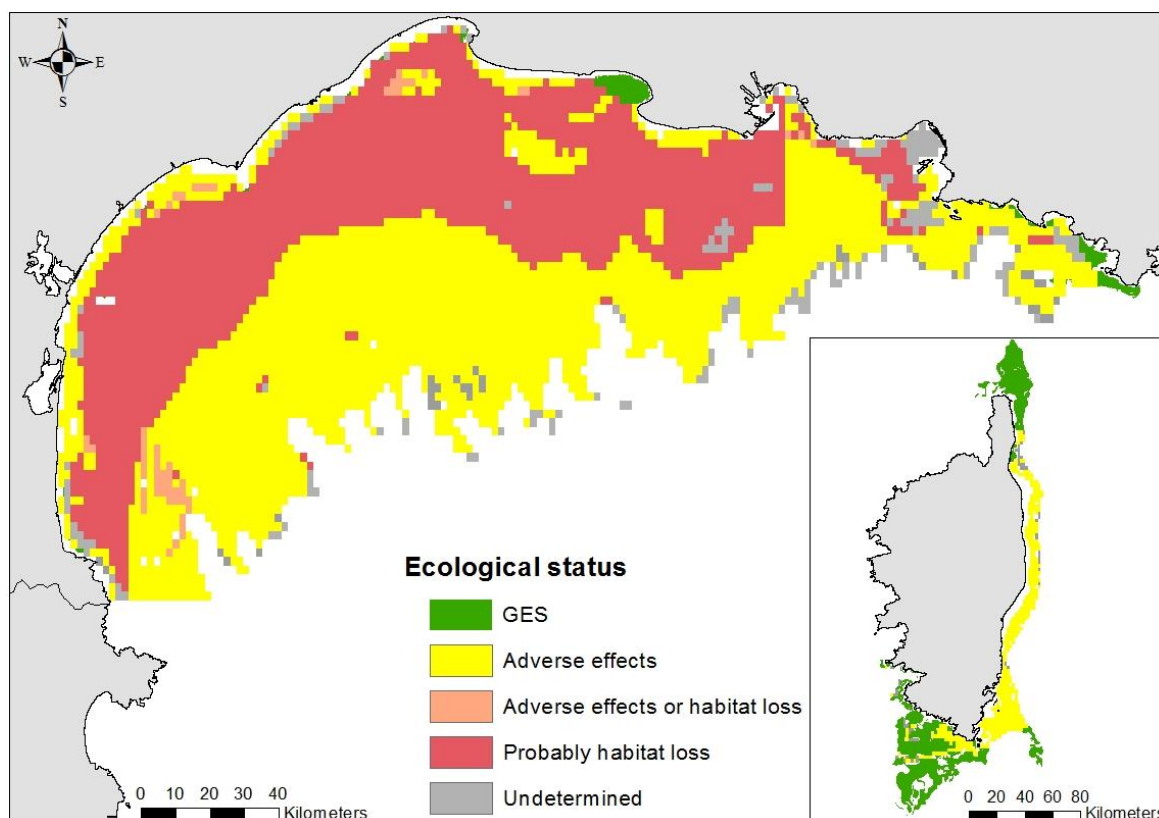 N
W E
S
Ecological status
GES
Adverse effects
Adverse effects or habitat loss
Probably habitat loss
Undetermined
0 10 20 30 40
Kilometers
0 20 40 60 80
Kilometers